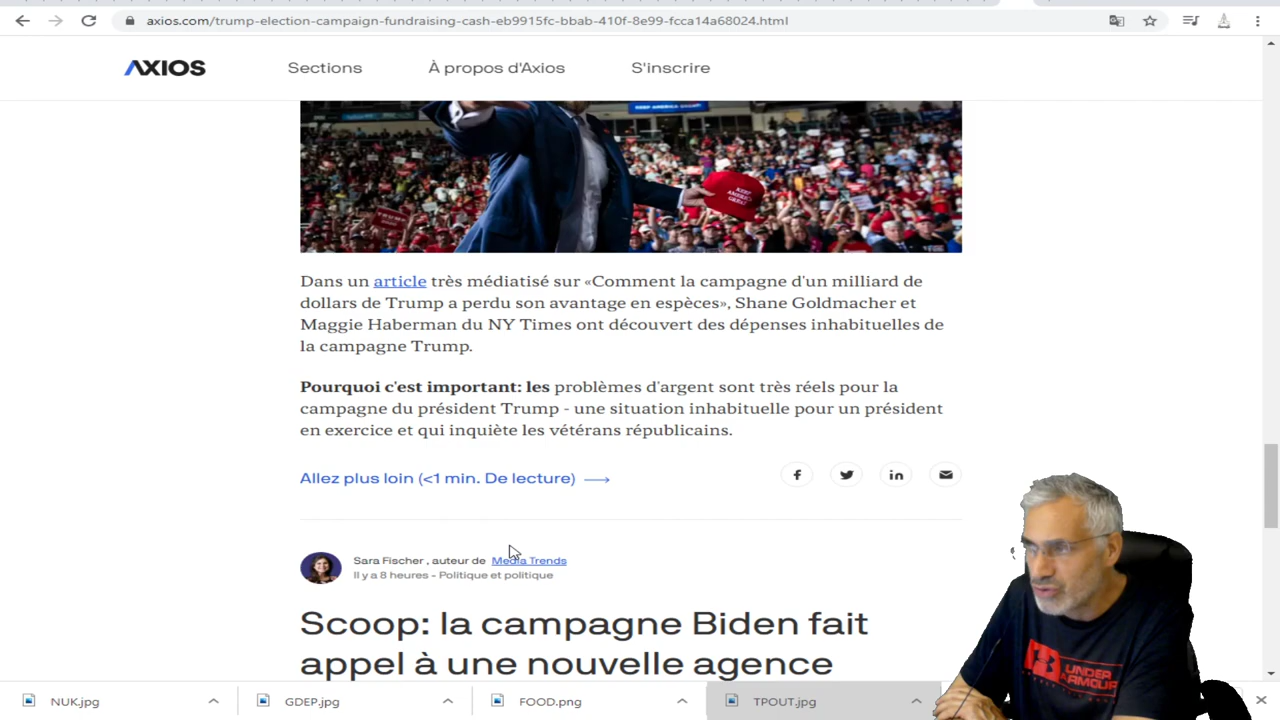 axios.com/trump-election-campaign-fundraising-cash-eb9915fc-bbab-410f-8e99-fcca14a68024.html
AXIOS Sections À propos d'Axios S'inscrire
KEEP AMERICA GREAT
Dans un article très médiatisé sur «Comment la campagne d'un milliard de
dollars de Trump a perdu son avantage en espèces», Shane Goldmacher et
Maggie Haberman du NY Times ont découvert des dépenses inhabituelles de
la campagne Trump.
Pourquoi c'est important: les problèmes d'argent sont très réels pour la
campagne du président Trump - une situation inhabituelle pour un président
en exercice et qui inquiète les vétérans républicains.
Allez plus loin (<1 min. De lecture)
Sara Fischer , auteur de Media Trends
Il y a 8 heures - Politique et politique
Scoop: la campagne Biden fait
appel à une nouvelle agence
UNDER
ARMOUR
NUK.jpg GDEP.jpg FOOD.png TPOUT.jpg